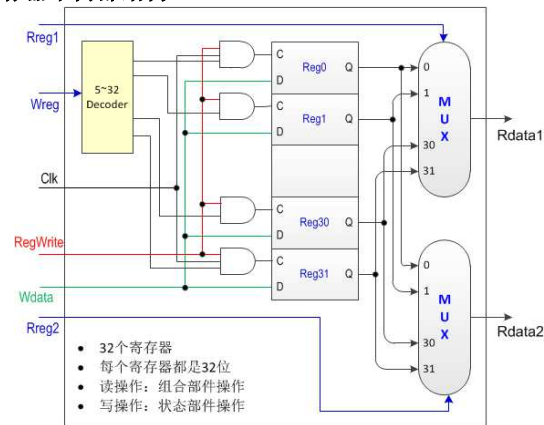 Rreg1
5~32
Decoder
Wreg
Clk
RegWrite
Wdata
Rreg2
C
Reg0
Q
D
C
Reg1
Q
D
C
Reg30
Q
D
C
Reg31
Q
D
0
1
M
U
X
30
31
Rdata1
0
1
M
U
X
30
31
Rdata2
• 32个寄存器
• 每个寄存器都是32位
• 读操作：组合部件操作
• 写操作：状态部件操作